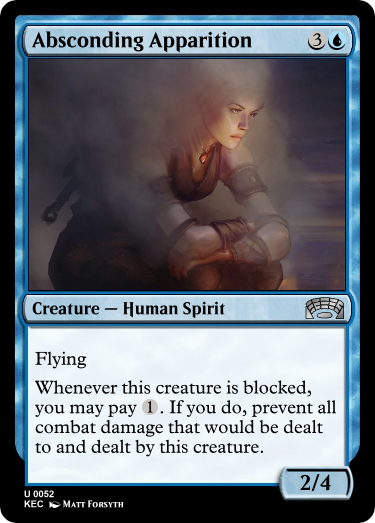 Absconding Apparition 3
Creature — Human Spirit
Flying
Whenever this creature is blocked,
you may pay 1. If you do, prevent all
combat damage that would be dealt
to and dealt by this creature.
2/4
U 0052
KEC Matt Forsyth